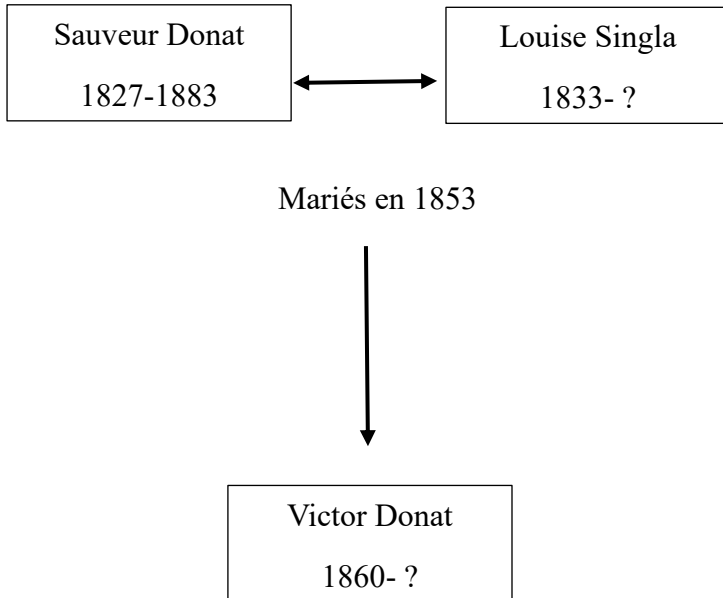 Sauveur Donat
1827-1883
Louise Singla
1833- ?
Mariés en 1853
Victor Donat
1860- ?